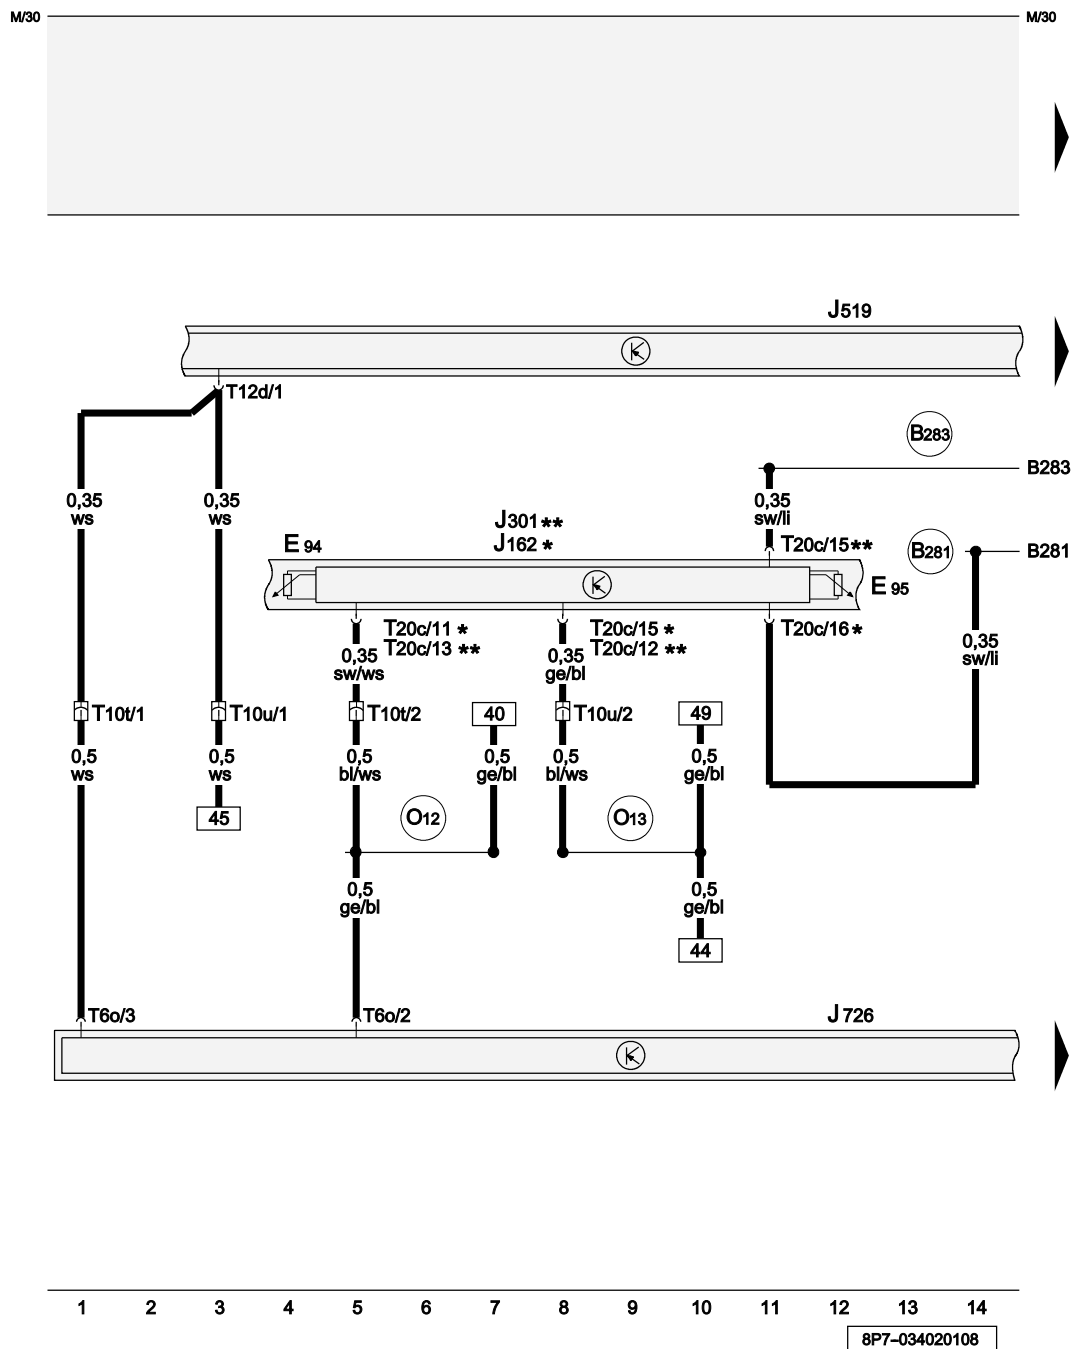 M/30 M/30
J519
T12d/1
B283
B283
0,35 0,35 0,35
ws ws sw/li
J301**
E 94 J162* T20c/15** B281 B281
E 95
T20c/11* T20c/15* T20c/16*
T20c/13** T20c/12**
0,35 0,35 0,35
sw/ws ge/bl sw/li
T10t/1 T10u/1 T10t/2 40 T10u/2 49
0,5 0,5 0,5 0,5 0,5 0,5
ws ws bl/ws ge/bl bl/ws ge/bl
45 O12 O13
0,5 0,5
ge/bl ge/bl
44
T6o/3 T6o/2 J726
1 2 3 4 5 6 7 8 9 10 11 12 13 14
8P7-034020108